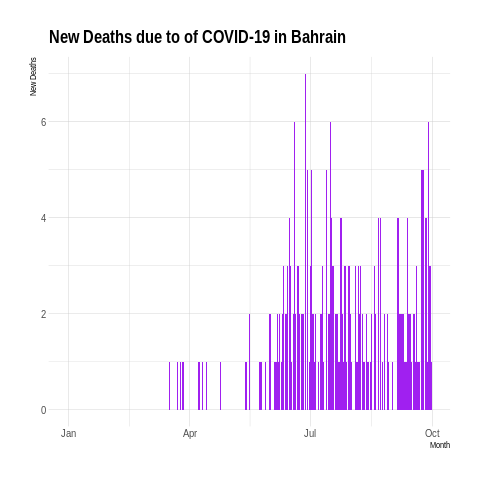 New Deaths due to of COVID-19 in Bahrain
New Deaths
6
4
2
0
Jan Apr Jul Oct
Month